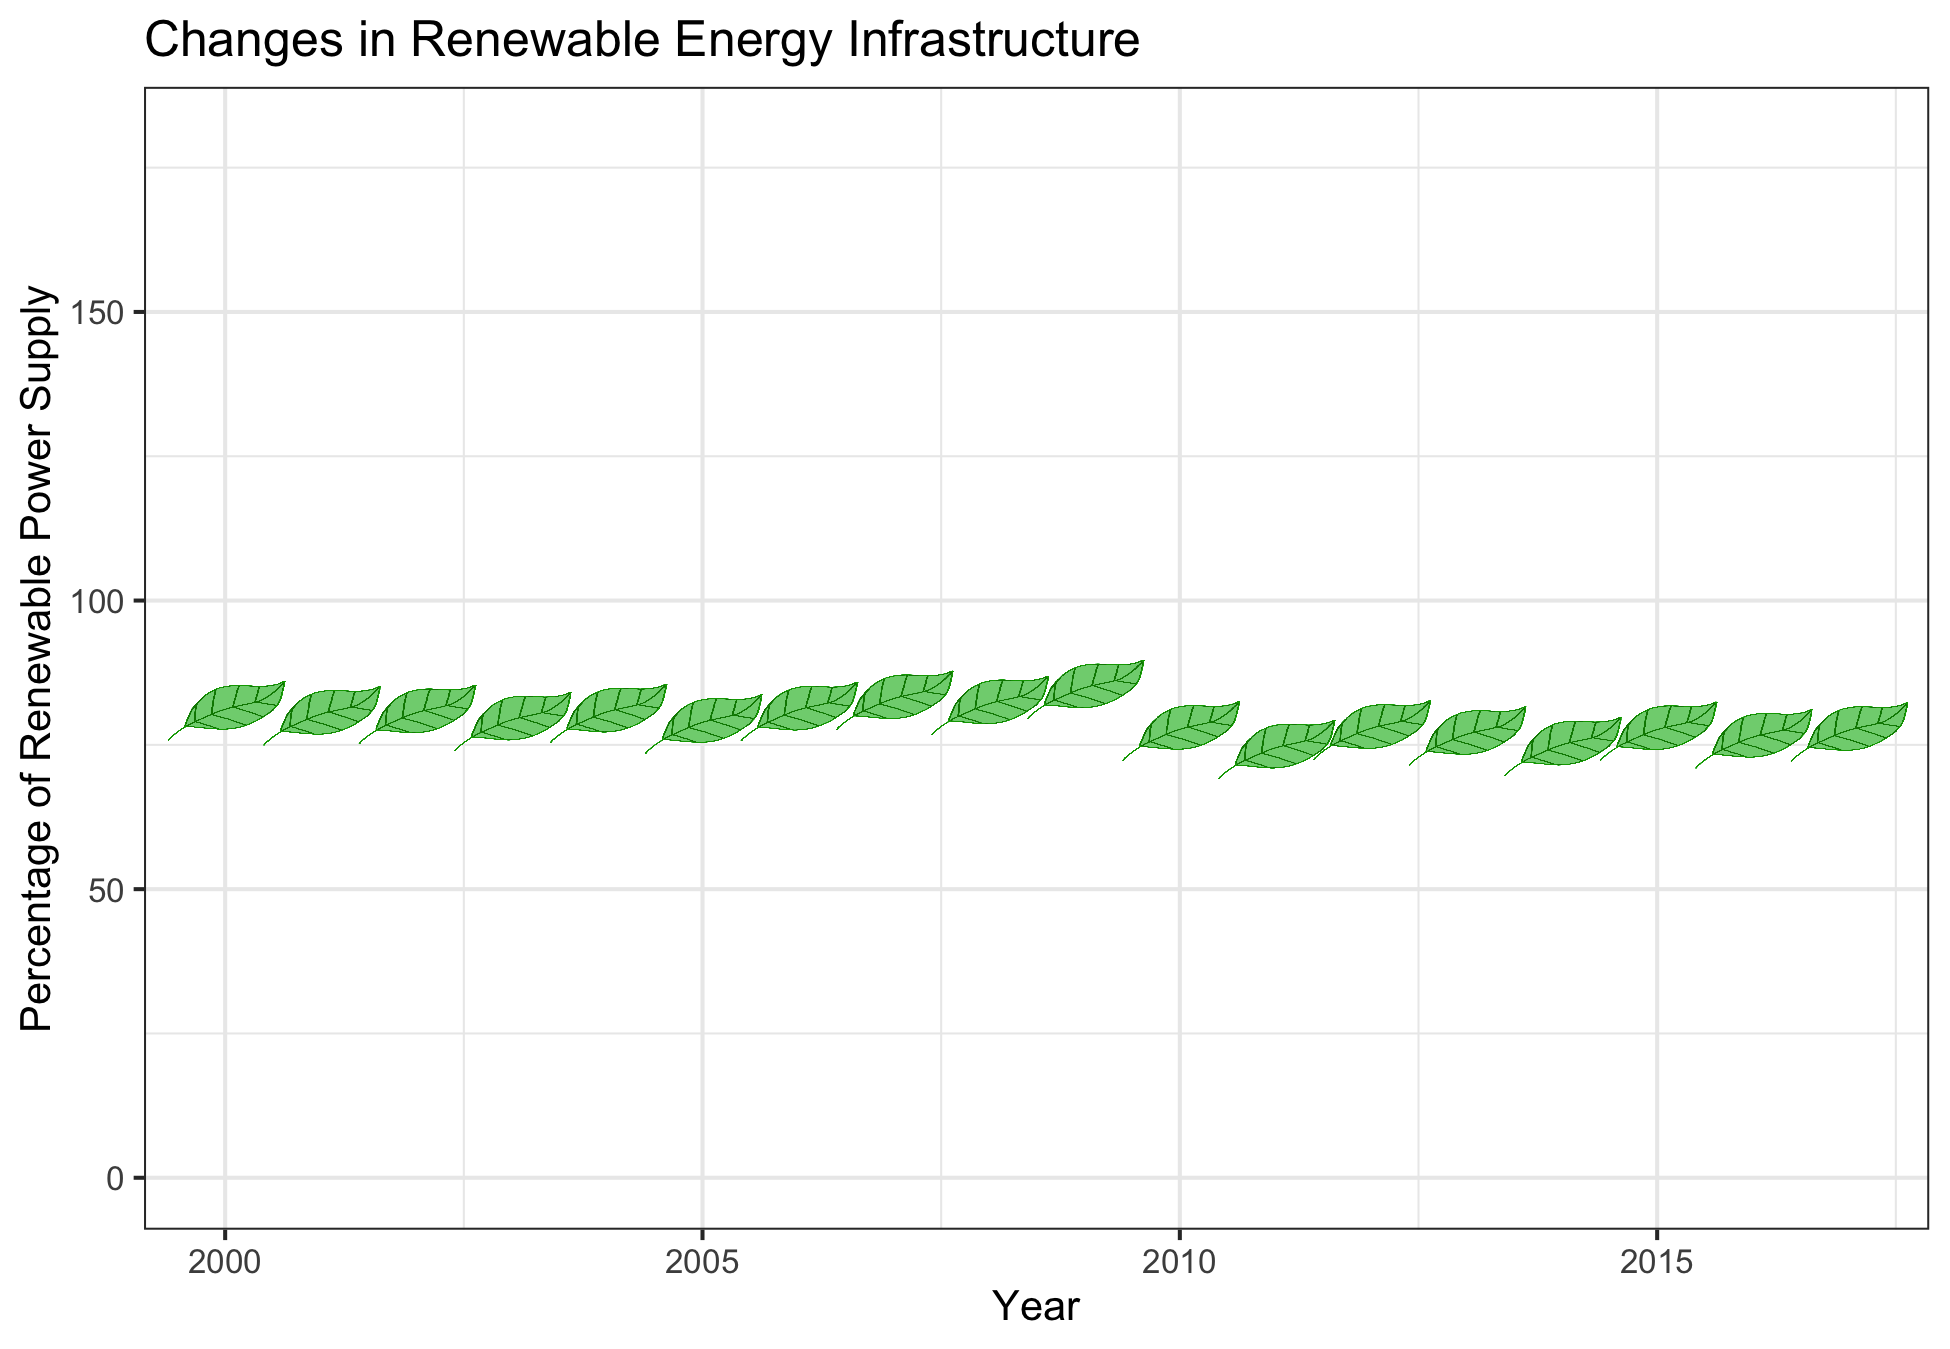 Changes in Renewable Energy Infrastructure
Percentage of Renewable Power Supply
150
100
50
0
2000 2005 2010 2015
Year